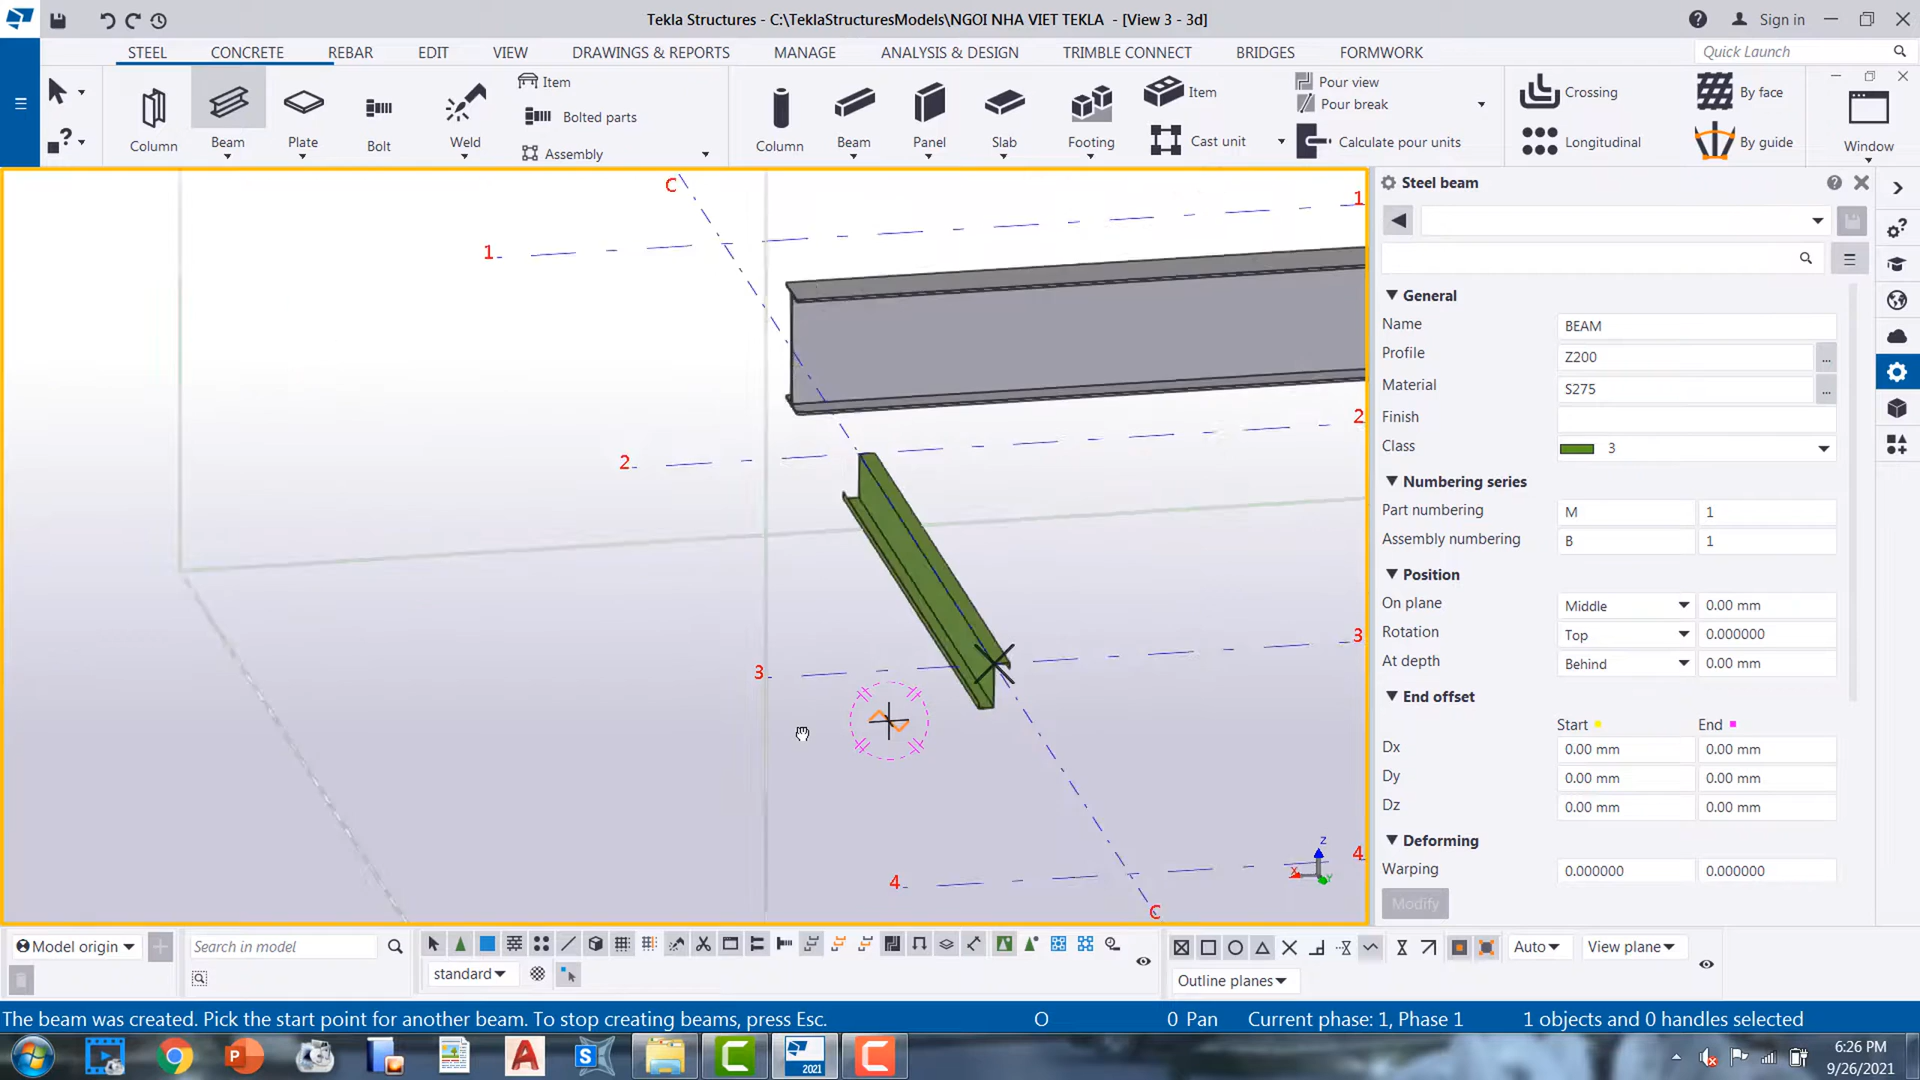 Tekla Structures - C:\TeklaStructuresModels\NGOI NHA VIET TEKLA - [View 3 - 3d]
Sign in
STEEL CONCRETE REBAR EDIT VIEW DRAWINGS & REPORTS MANAGE ANALYSIS & DESIGN TRIMBLE CONNECT BRIDGES FORMWORK
Quick Launch
Column Beam Plate Bolt Weld
Item
Bolted parts
Assembly
Column Beam Panel Slab Footing
Item
Cast unit
Pour view
Pour break
Calculate pour units
Crossing
Longitudinal
By face
By guide
Window
C
1 1
2 2
3 3
4 4
C
z
x
Y
Steel beam
General
Name BEAM
Profile Z200 ...
Material S275 ...
Finish
Class 3
Numbering series
Part numbering M 1
Assembly numbering B 1
Position
On plane Middle 0.00 mm
Rotation Top 0.000000
At depth Behind 0.00 mm
End offset
Start End
Dx 0.00 mm 0.00 mm
Dy 0.00 mm 0.00 mm
Dz 0.00 mm 0.00 mm
Deforming
Warping 0.000000 0.000000
Modify
Model origin
Search in model
standard
Auto
View plane
Outline planes
The beam was created. Pick the start point for another beam. To stop creating beams, press Esc.
O
0 Pan
Current phase: 1, Phase 1
1 objects and 0 handles selected
2021
6:26 PM
9/26/2021